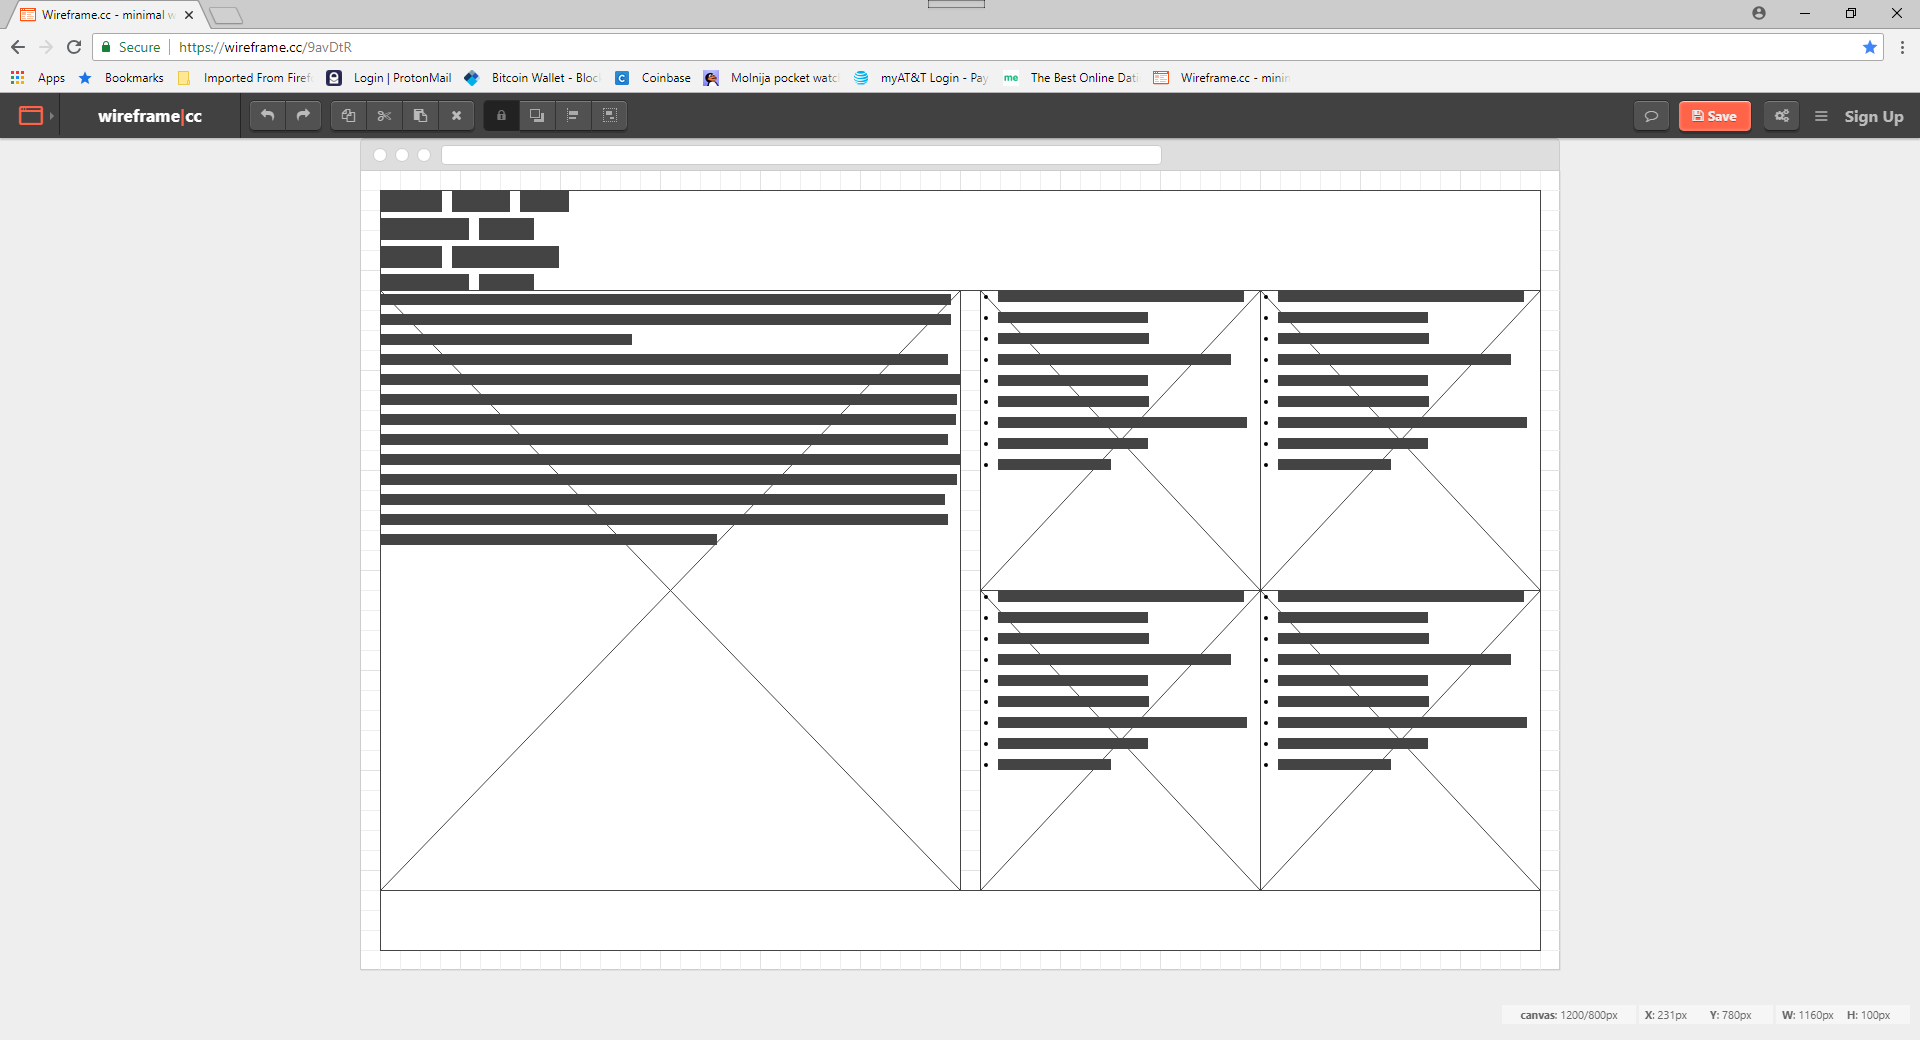 Wireframe.cc - minimal w
Secure https://wireframe.cc/9avDtR
Apps Bookmarks Imported From Firef Login | ProtonMail Bitcoin Wallet - Bloc Coinbase Molnija pocket watc myAT&T Login - Pay me The Best Online Dati Wireframe.cc - minin
wireframe|cc Save Sign Up
canvas: 1200/800px X: 231px Y: 780px W: 1160px H: 100px